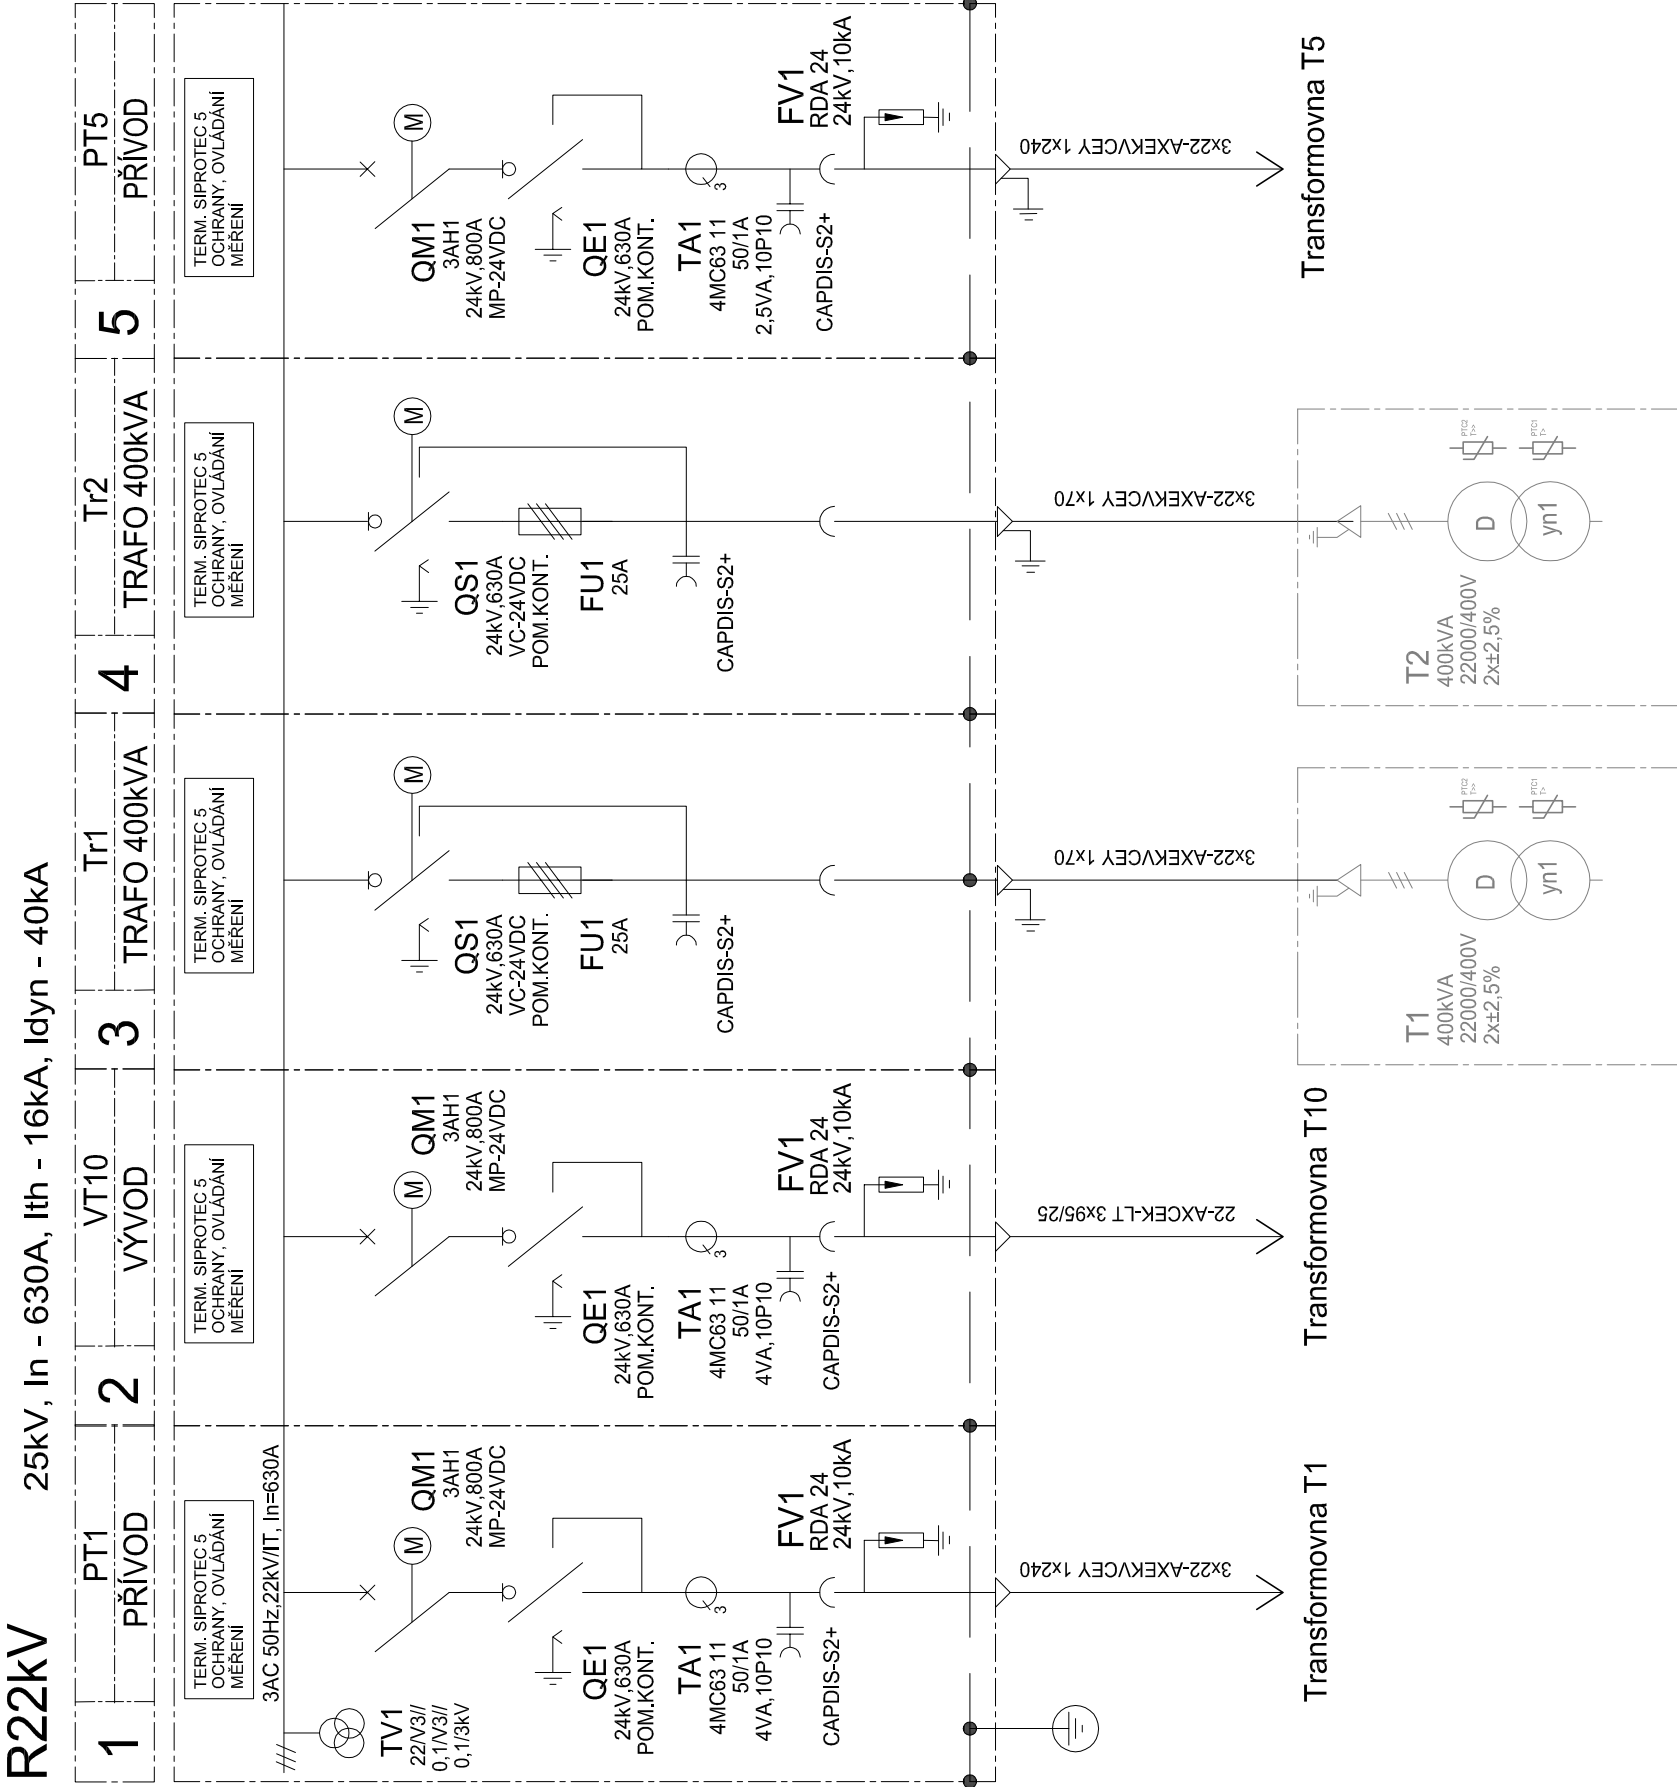 R22kV
25kV, In - 630A, Ith - 16kA, Idyn - 40kA
1
PT1
PŘÍVOD
TERM. SIPROTEC 5
OCHRANY, OVLÁDÁNÍ
MĚŘENÍ
3AC 50Hz,22kV/IT, In=630A
TV1
22/V3//
0,1/V3//
0,1/3kV
M
QM1
3AH1
24kV,800A
MP-24VDC
QE1
24kV,630A
POM.KONT.
TA1
4MC63 11
50/1A
4VA,10P10
3
CAPDIS-S2+
FV1
RDA 24
24kV,10kA
3x22-AXEKVCEY 1x240
Transformovna T1
2
VT10
VÝVOD
TERM. SIPROTEC 5
OCHRANY, OVLÁDÁNÍ
MĚŘENÍ
M
QM1
3AH1
24kV,800A
MP-24VDC
QE1
24kV,630A
POM.KONT.
TA1
4MC63 11
50/1A
4VA,10P10
3
CAPDIS-S2+
FV1
RDA 24
24kV,10kA
22-AXCEK-LT 3x95/25
Transformovna T10
3
Tr1
TRAFO 400kVA
TERM. SIPROTEC 5
OCHRANY, OVLÁDÁNÍ
MĚŘENÍ
M
QS1
24kV,630A
VC-24VDC
POM.KONT.
FU1
25A
CAPDIS-S2+
3x22-AXEKVCEY 1x70
T1
400kVA
22000/400V
2x±2,5%
D
yn1
PTC2
T>>
PTC1
T>
4
Tr2
TRAFO 400kVA
TERM. SIPROTEC 5
OCHRANY, OVLÁDÁNÍ
MĚŘENÍ
M
QS1
24kV,630A
VC-24VDC
POM.KONT.
FU1
25A
CAPDIS-S2+
3x22-AXEKVCEY 1x70
T2
400kVA
22000/400V
2x±2,5%
D
yn1
PTC2
T>>
PTC1
T>
5
PT5
PŘÍVOD
TERM. SIPROTEC 5
OCHRANY, OVLÁDÁNÍ
MĚŘENÍ
M
QM1
3AH1
24kV,800A
MP-24VDC
QE1
24kV,630A
POM.KONT.
TA1
4MC63 11
50/1A
2,5VA,10P10
3
CAPDIS-S2+
FV1
RDA 24
24kV,10kA
3x22-AXEKVCEY 1x240
Transformovna T5